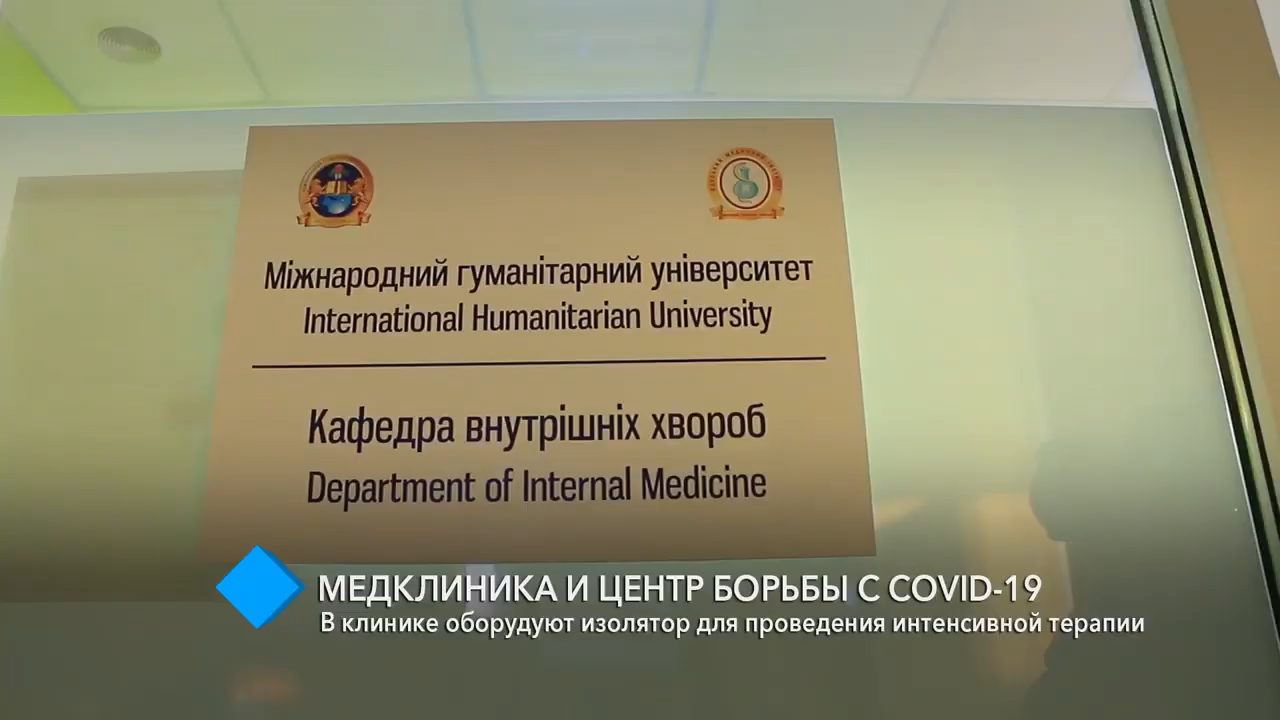 Міжнародний гуманітарний університет
International Humanitarian University
Кафедра внутрішніх хвороб
Department of Internal Medicine
МЕДКЛИНИКА И ЦЕНТР БОРЬБЫ С COVID-19
В клинике оборудуют изолятор для проведения интенсивной терапии